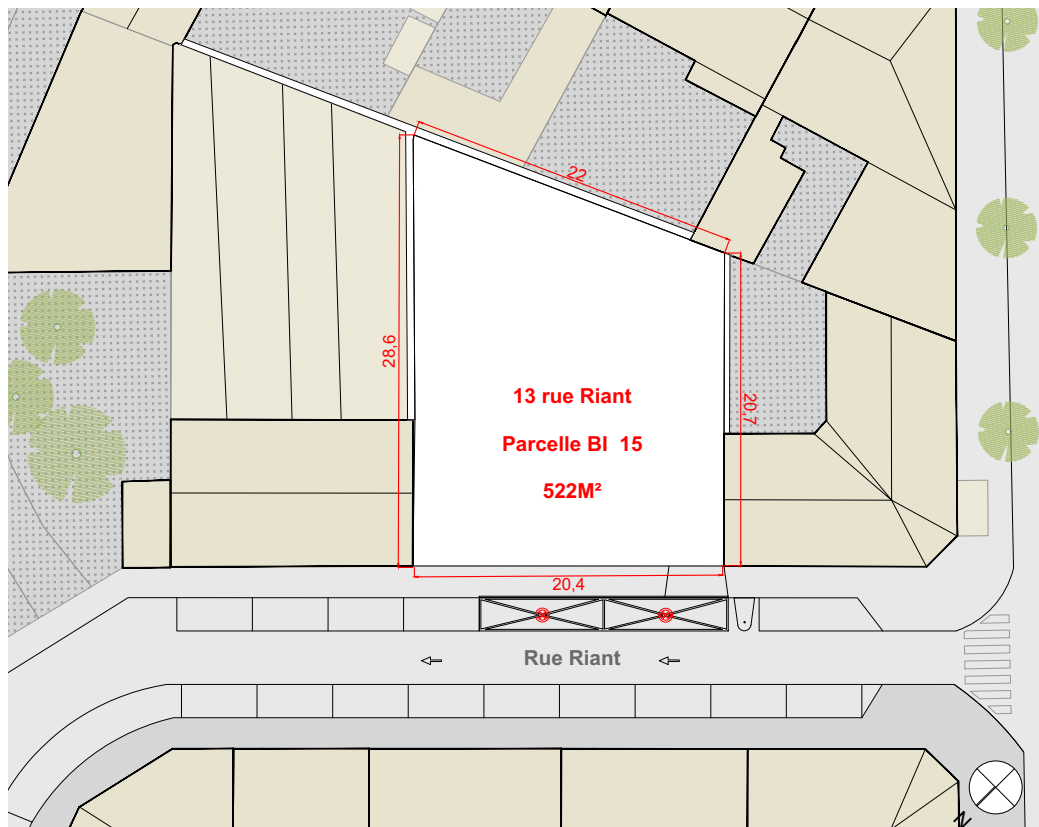 22
28,6
20,7
13 rue Riant
Parcelle BI 15
522M²
20,4
Rue Riant
N